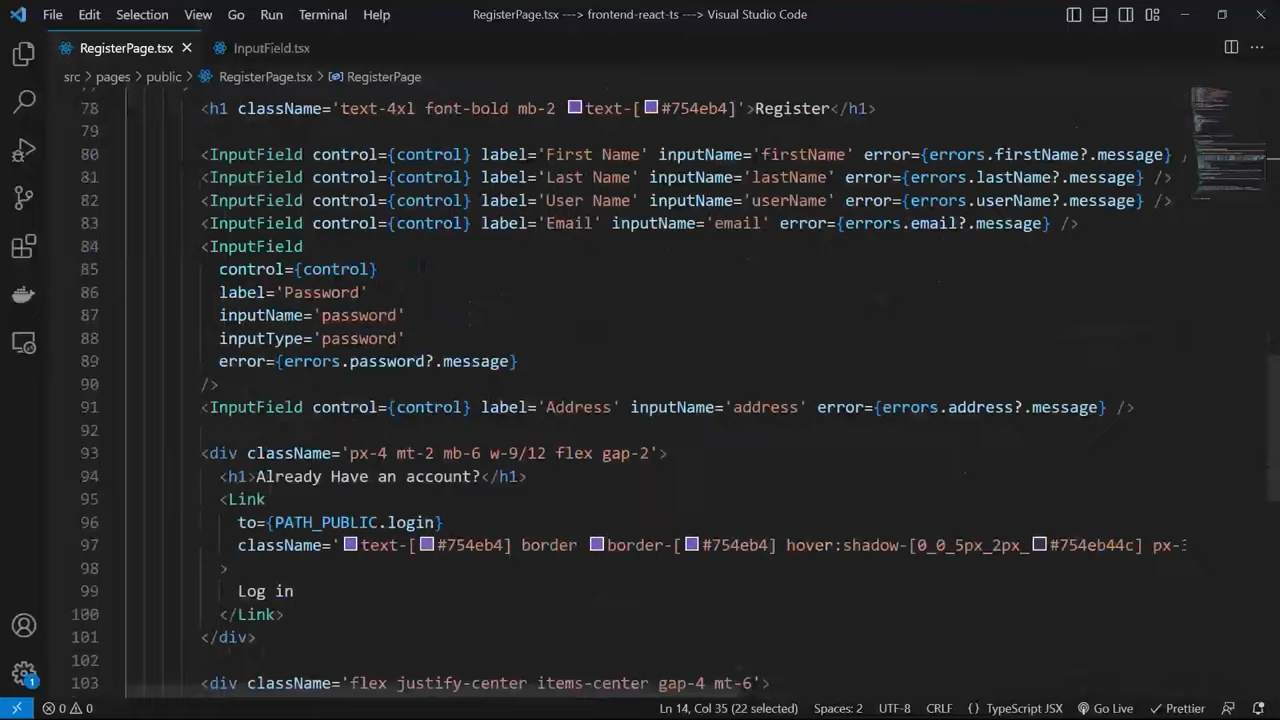 File Edit Selection View Go Run Terminal Help RegisterPage.tsx ---> frontend-react-ts ---> Visual Studio Code
RegisterPage.tsx InputField.tsx
src > pages > public > RegisterPage.tsx > RegisterPage
78 <h1 className='text-4xl font-bold mb-2 text-[#754eb4]'>Register</h1>
79
80 <InputField control={control} label='First Name' inputName='firstName' error={errors.firstName?.message} /
81 <InputField control={control} label='Last Name' inputName='lastName' error={errors.lastName?.message} />
82 <InputField control={control} label='User Name' inputName='userName' error={errors.userName?.message} />
83 <InputField control={control} label='Email' inputName='email' error={errors.email?.message} />
84 <InputField
85 control={control}
86 label='Password'
87 inputName='password'
88 inputType='password'
89 error={errors.password?.message}
90 />
91 <InputField control={control} label='Address' inputName='address' error={errors.address?.message} />
92
93 <div className='px-4 mt-2 mb-6 w-9/12 flex gap-2'>
94 <h1>Already Have an account?</h1>
95 <Link
96 to={PATH_PUBLIC.login}
97 className='text-[#754eb4] border border-[#754eb4] hover:shadow-[0_0_5px_2px_#754eb44c] px-3
98 >
99 Log in
100 </Link>
101 </div>
102
103 <div className='flex justify-center items-center gap-4 mt-6'>
1
0 0 Ln 14, Col 35 (22 selected) Spaces: 2 UTF-8 CRLF {} TypeScript JSX Go Live Prettier